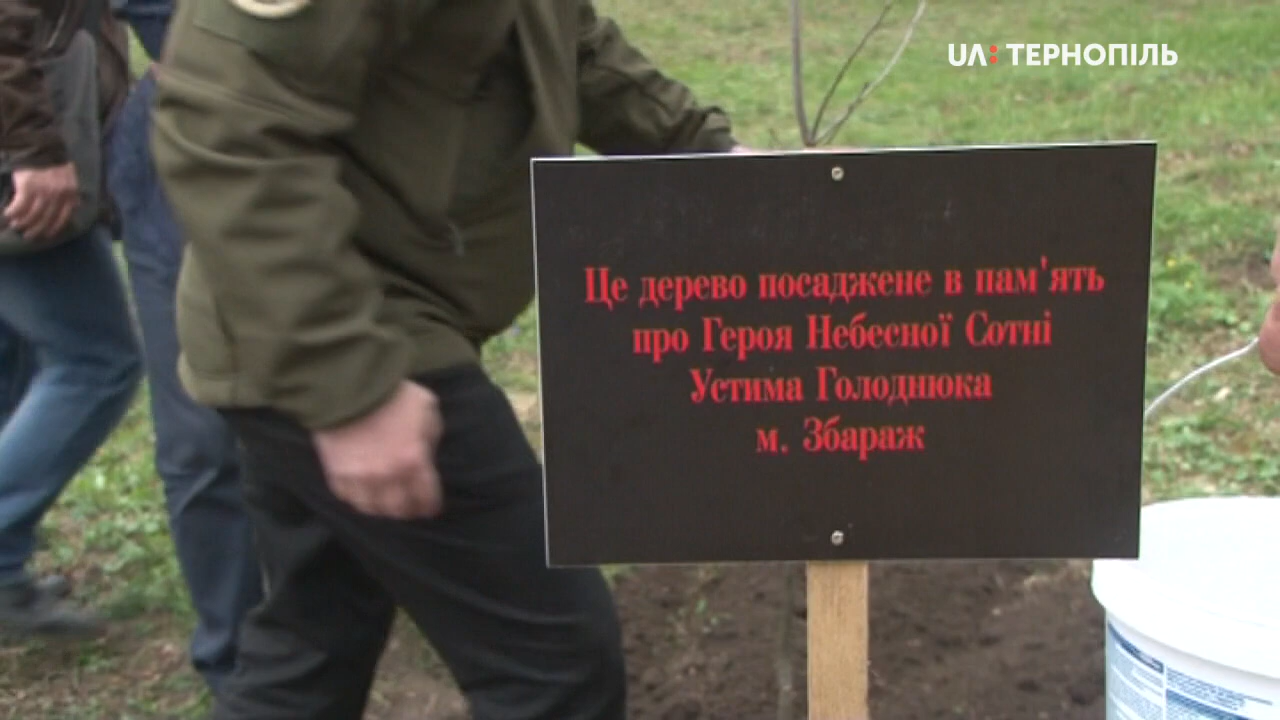 UA: ТЕРНОПІЛЬ
Це дерево посаджене в пам'ять
про Героя Небесної Сотні
Устима Голоднюка
м. Збараж